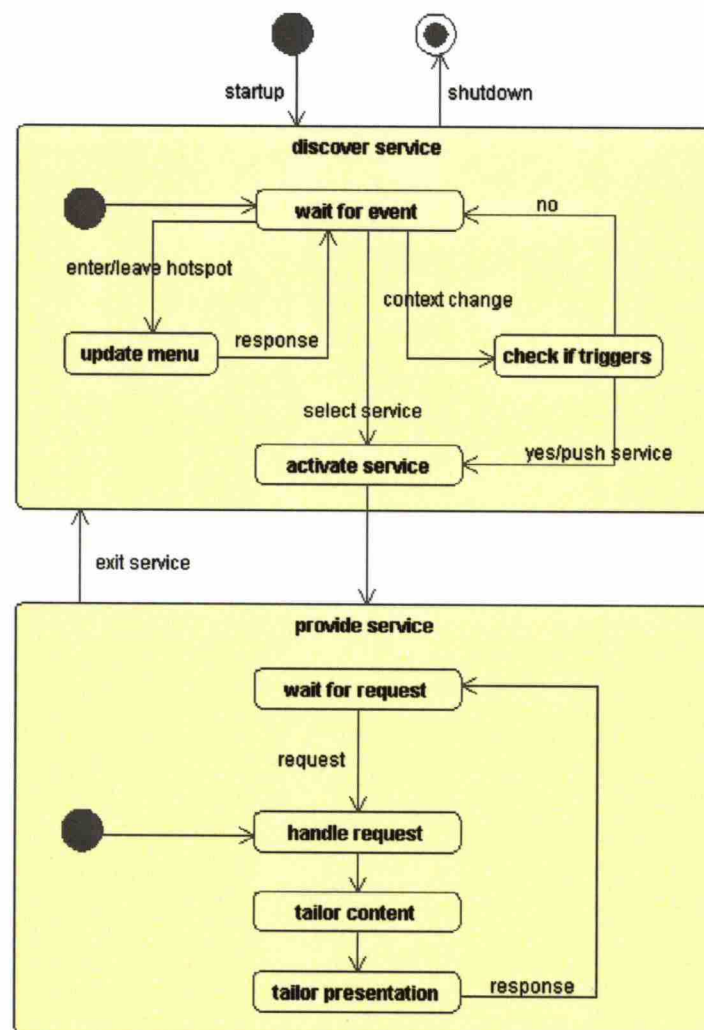 startup
shutdown
discover service
wait for event
no
enter/leave hotspot
context change
update menu
response
check if triggers
select service
yes/push service
activate service
exit service
provide service
wait for request
request
handle request
tailor content
tailor presentation
response